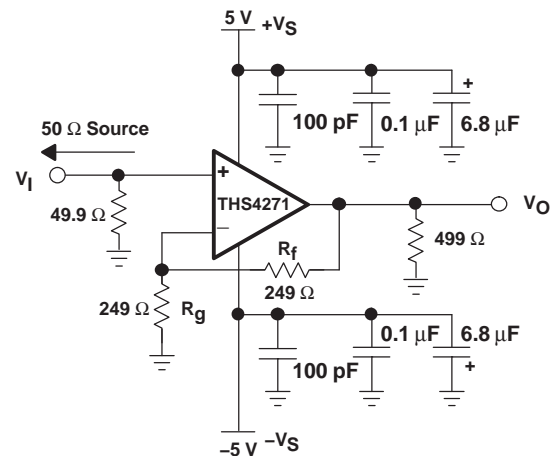 5 V
+VS
+
100 pF
0.1 µF
6.8 µF
50 Ω Source
VI
49.9 Ω
+
THS4271
−
VO
Rf
499 Ω
249 Ω
249 Ω
Rg
0.1 µF
6.8 µF
100 pF
+
−5 V
−VS